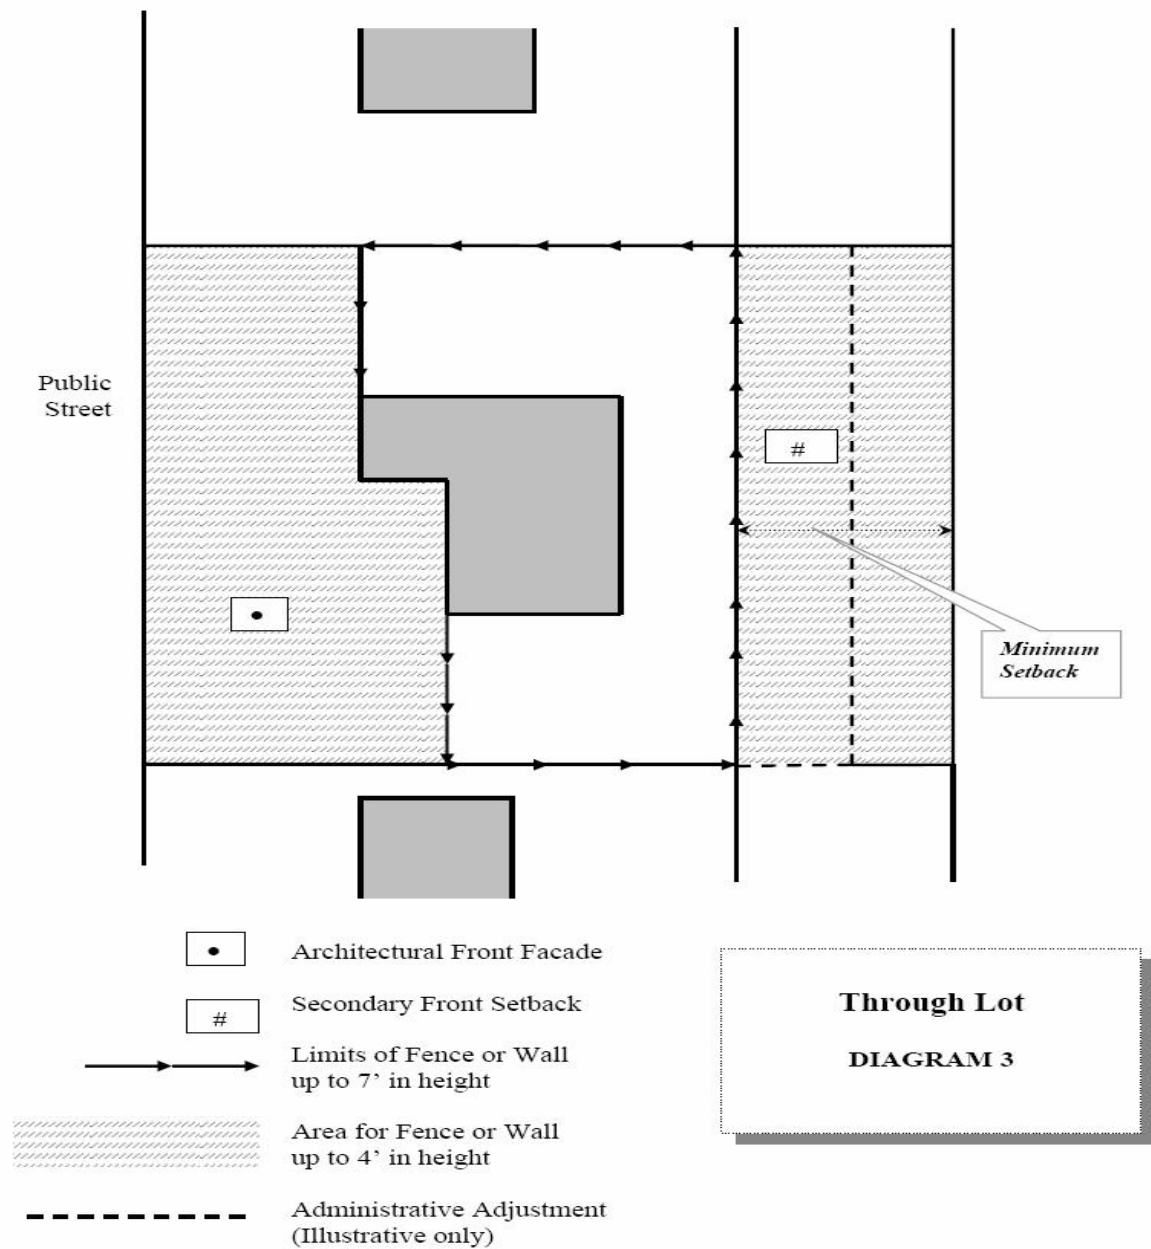 Public
Street
#
Minimum
Setback
Architectural Front Facade
#
Secondary Front Setback
Limits of Fence or Wall
up to 7’ in height
Area for Fence or Wall
up to 4’ in height
Administrative Adjustment
(Illustrative only)
Through Lot
DIAGRAM 3